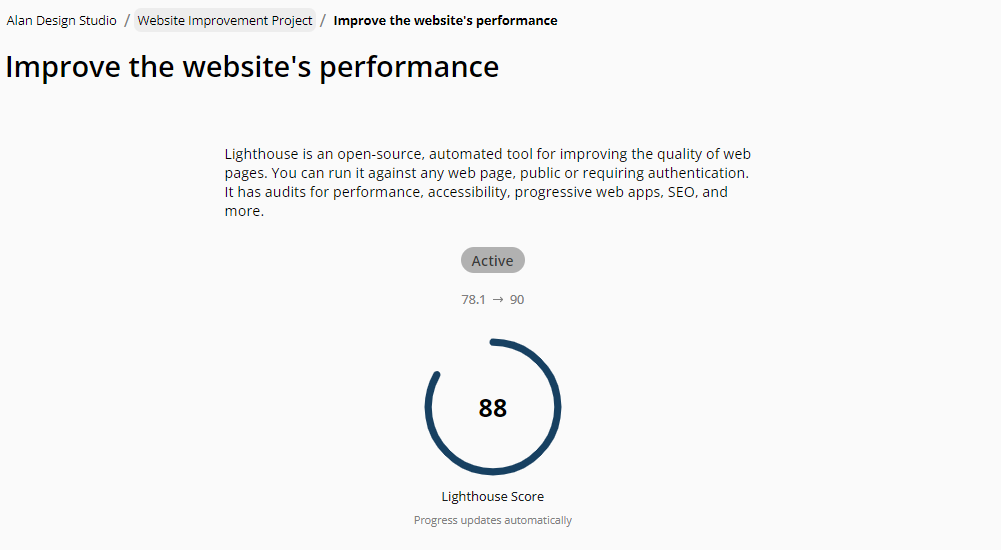 Alan Design Studio / Website Improvement Project / Improve the website's performance
Improve the website's performance
Lighthouse is an open-source, automated tool for improving the quality of web
pages. You can run it against any web page, public or requiring authentication.
It has audits for performance, accessibility, progressive web apps, SEO, and
more.
Active
78.1 → 90
88
Lighthouse Score
Progress updates automatically